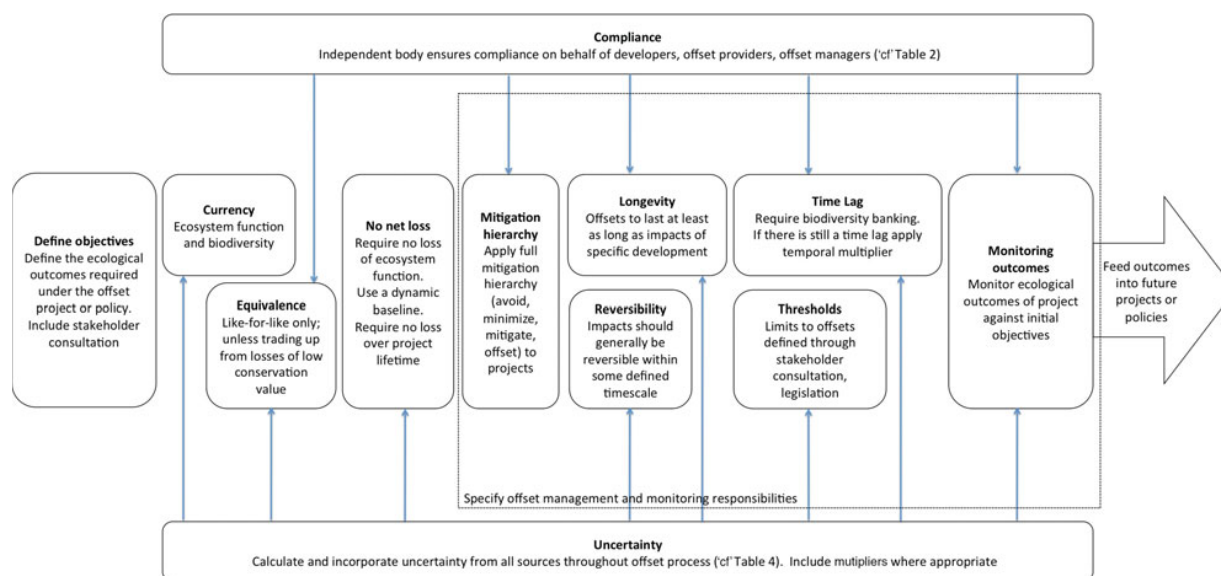 Compliance
Independent body ensures compliance on behalf of developers, offset providers, offset managers ('cf' Table 2)
Define objectives
Define the ecological
outcomes required
under the offset
project or policy.
Include stakeholder
consultation
Currency
Ecosystem function
and biodiversity
Equivalence
Like-for-like only;
unless trading up
from losses of low
conservation
value
No net loss
Require no loss
of ecosystem
function.
Use a dynamic
baseline.
Require no loss
over project
lifetime
Mitigation
hierarchy
Apply full
mitigation
hierarchy
(avoid,
minimize,
mitigate,
offset) to
projects
Longevity
Offsets to last at least
as long as impacts of
specific development
Reversibility
Impacts should
generally be
reversible within
some defined
timescale
Time Lag
Require biodiversity banking.
If there is still a time lag apply
temporal multiplier
Thresholds
Limits to offsets
defined through
stakeholder
consultation,
legislation
Monitoring
outcomes
Monitor ecological
outcomes of project
against initial
objectives
Feed outcomes
into future
projects or
policies
Specify offset management and monitoring responsibilities
Uncertainty
Calculate and incorporate uncertainty from all sources throughout offset process ('cf' Table 4).  Include mutipliers where appropriate